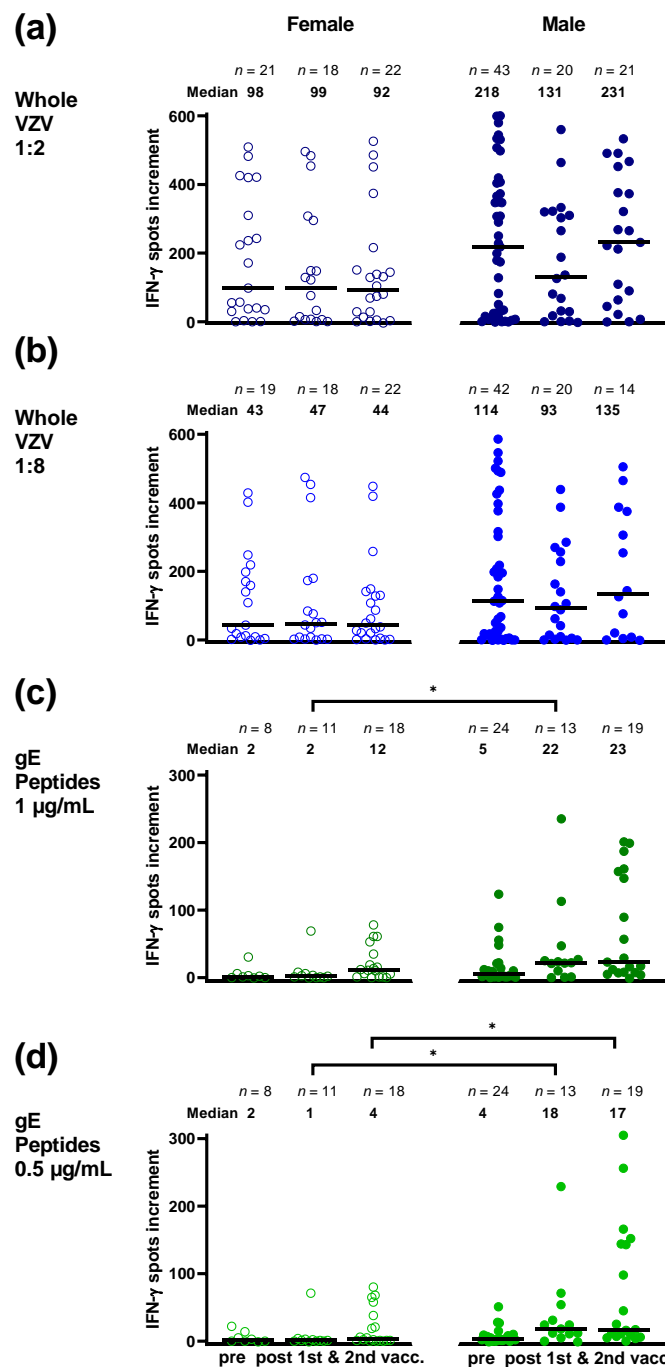 (a)
Female Male
n = 21 n = 18 n = 22 n = 43 n = 20 n = 21
Median 98 99 92 218 131 231
Whole
VZV
1:2
IFN-γ spots increment
600
400
200
0
(b)
n = 19 n = 18 n = 22 n = 42 n = 20 n = 14
Median 43 47 44 114 93 135
Whole
VZV
1:8
IFN-γ spots increment
600
400
200
0
(c)
*
n = 8 n = 11 n = 18 n = 24 n = 13 n = 19
Median 2 2 12 5 22 23
gE
Peptides
1 µg/mL
IFN-γ spots increment
300
200
100
0
(d)
*
*
n = 8 n = 11 n = 18 n = 24 n = 13 n = 19
Median 2 1 4 4 18 17
gE
Peptides
0.5 µg/mL
IFN-γ spots increment
300
200
100
0
pre post 1st & 2nd vacc. pre post 1st & 2nd vacc.